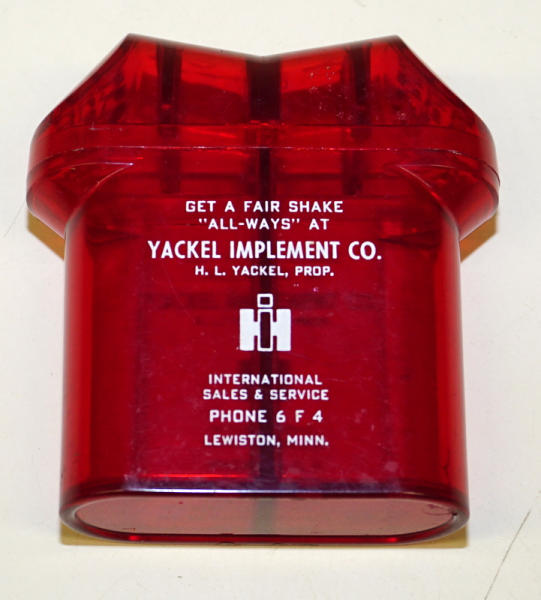 GET A FAIR SHAKE
"ALL-WAYS" AT
YACKEL IMPLEMENT CO.
H. L. YACKEL, PROP.
IH
INTERNATIONAL
SALES & SERVICE
PHONE 6 F 4
LEWISTON, MINN.